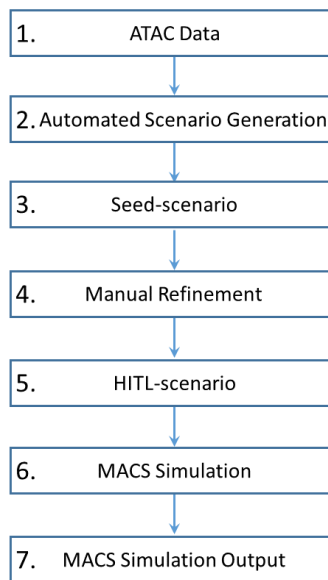 1. ATAC Data
2. Automated Scenario Generation
3. Seed-scenario
4. Manual Refinement
5. HITL-scenario
6. MACS Simulation
7. MACS Simulation Output